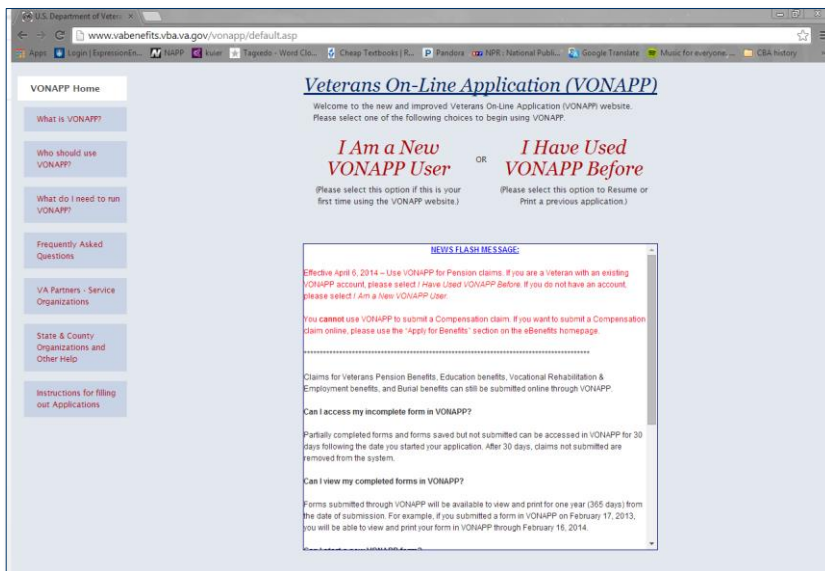 U.S. Department of Vetera
www.vabenefits.vba.va.gov/vonapp/default.asp
Apps Login | ExpressionEn... NAPP kuier Tagxedo - Word Clo... Cheap Textbooks | R... Pandora NPR : National Publi... Google Translate Music for everyone. ... CBA history
VONAPP Home
What is VONAPP?
Who should use
VONAPP?
What do I need to run
VONAPP?
Frequently Asked
Questions
VA Partners - Service
Organizations
State & County
Organizations and
Other Help
Instructions for filling
out Applications
Veterans On-Line Application (VONAPP)
Welcome to the new and improved Veterans On-Line Application (VONAPP) website.
Please select one of the following choices to begin using VONAPP.
I Am a New
VONAPP User
(Please select this option if this is your
first time using the VONAPP website.)
OR
I Have Used
VONAPP Before
(Please select this option to Resume or
Print a previous application.)
NEWS FLASH MESSAGE:
Effective April 6, 2014 – Use VONAPP for Pension claims. If you are a Veteran with an existing
VONAPP account, please select I Have Used VONAPP Before. If you do not have an account,
please select I Am a New VONAPP User.
You cannot use VONAPP to submit a Compensation claim. If you want to submit a Compensation
claim online, please use the "Apply for Benefits" section on the eBenefits homepage.
******************************************************************************************
Claims for Veterans Pension Benefits, Education benefits, Vocational Rehabilitation &
Employment benefits, and Burial benefits can still be submitted online through VONAPP.
Can I access my incomplete form in VONAPP?
Partially completed forms and forms saved but not submitted can be accessed in VONAPP for 30
days following the date you started your application. After 30 days, claims not submitted are
removed from the system.
Can I view my completed forms in VONAPP?
Forms submitted through VONAPP will be available to view and print for one year (365 days) from
the date of submission. For example, if you submitted a form in VONAPP on February 17, 2013,
you will be able to view and print your form in VONAPP through February 16, 2014.
Can I start a new VONAPP form?